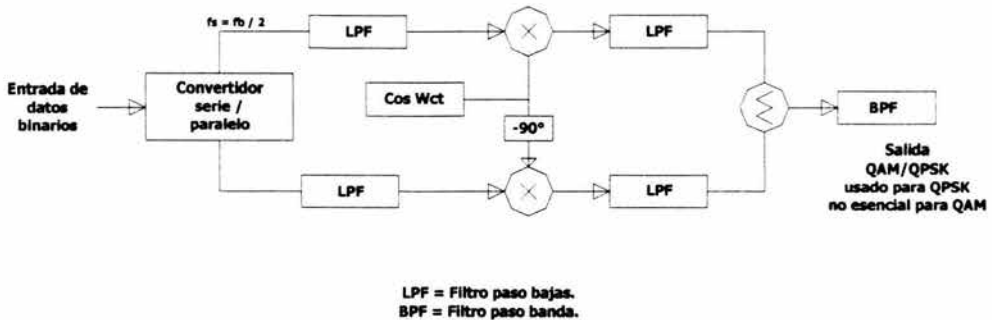 fs = fb / 2
LPF
LPF
Entrada de
datos
binarios
Convertidor
serie /
paralelo
Cos Wct
-90°
BPF
LPF
LPF
Salida
QAM/QPSK
usado para QPSK
no esencial para QAM
LPF = Filtro paso bajas.
BPF = Filtro paso banda.